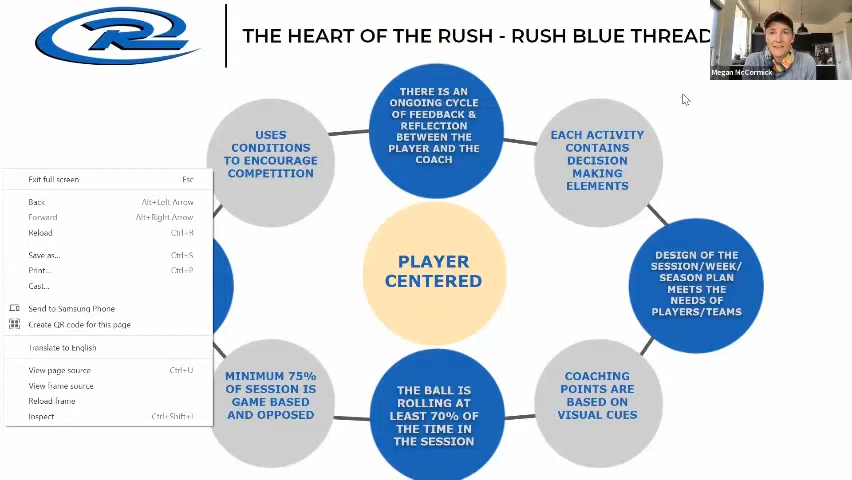 THE HEART OF THE RUSH - RUSH BLUE THREAD
Megan McCormick
THERE IS AN
ONGOING CYCLE
OF FEEDBACK &
REFLECTION
BETWEEN THE
PLAYER AND THE
COACH
USES
CONDITIONS
TO ENCOURAGE
COMPETITION
EACH ACTIVITY
CONTAINS
DECISION
MAKING
ELEMENTS
PLAYER
CENTERED
DESIGN OF THE
SESSION/WEEK/
SEASON PLAN
MEETS THE
NEEDS OF
PLAYERS/TEAMS
MINIMUM 75%
OF SESSION IS
GAME BASED
AND OPPOSED
THE BALL IS
ROLLING AT
LEAST 70% OF
THE TIME IN
THE SESSION
COACHING
POINTS ARE
BASED ON
VISUAL CUES
Exit full screen Esc
Back Alt+Left Arrow
Forward Alt+Right Arrow
Reload Ctrl+R
Save as... Ctrl+S
Print... Ctrl+P
Cast...
Send to Samsung Phone
Create QR code for this page
Translate to English
View page source Ctrl+U
View frame source
Reload frame
Inspect Ctrl+Shift+I